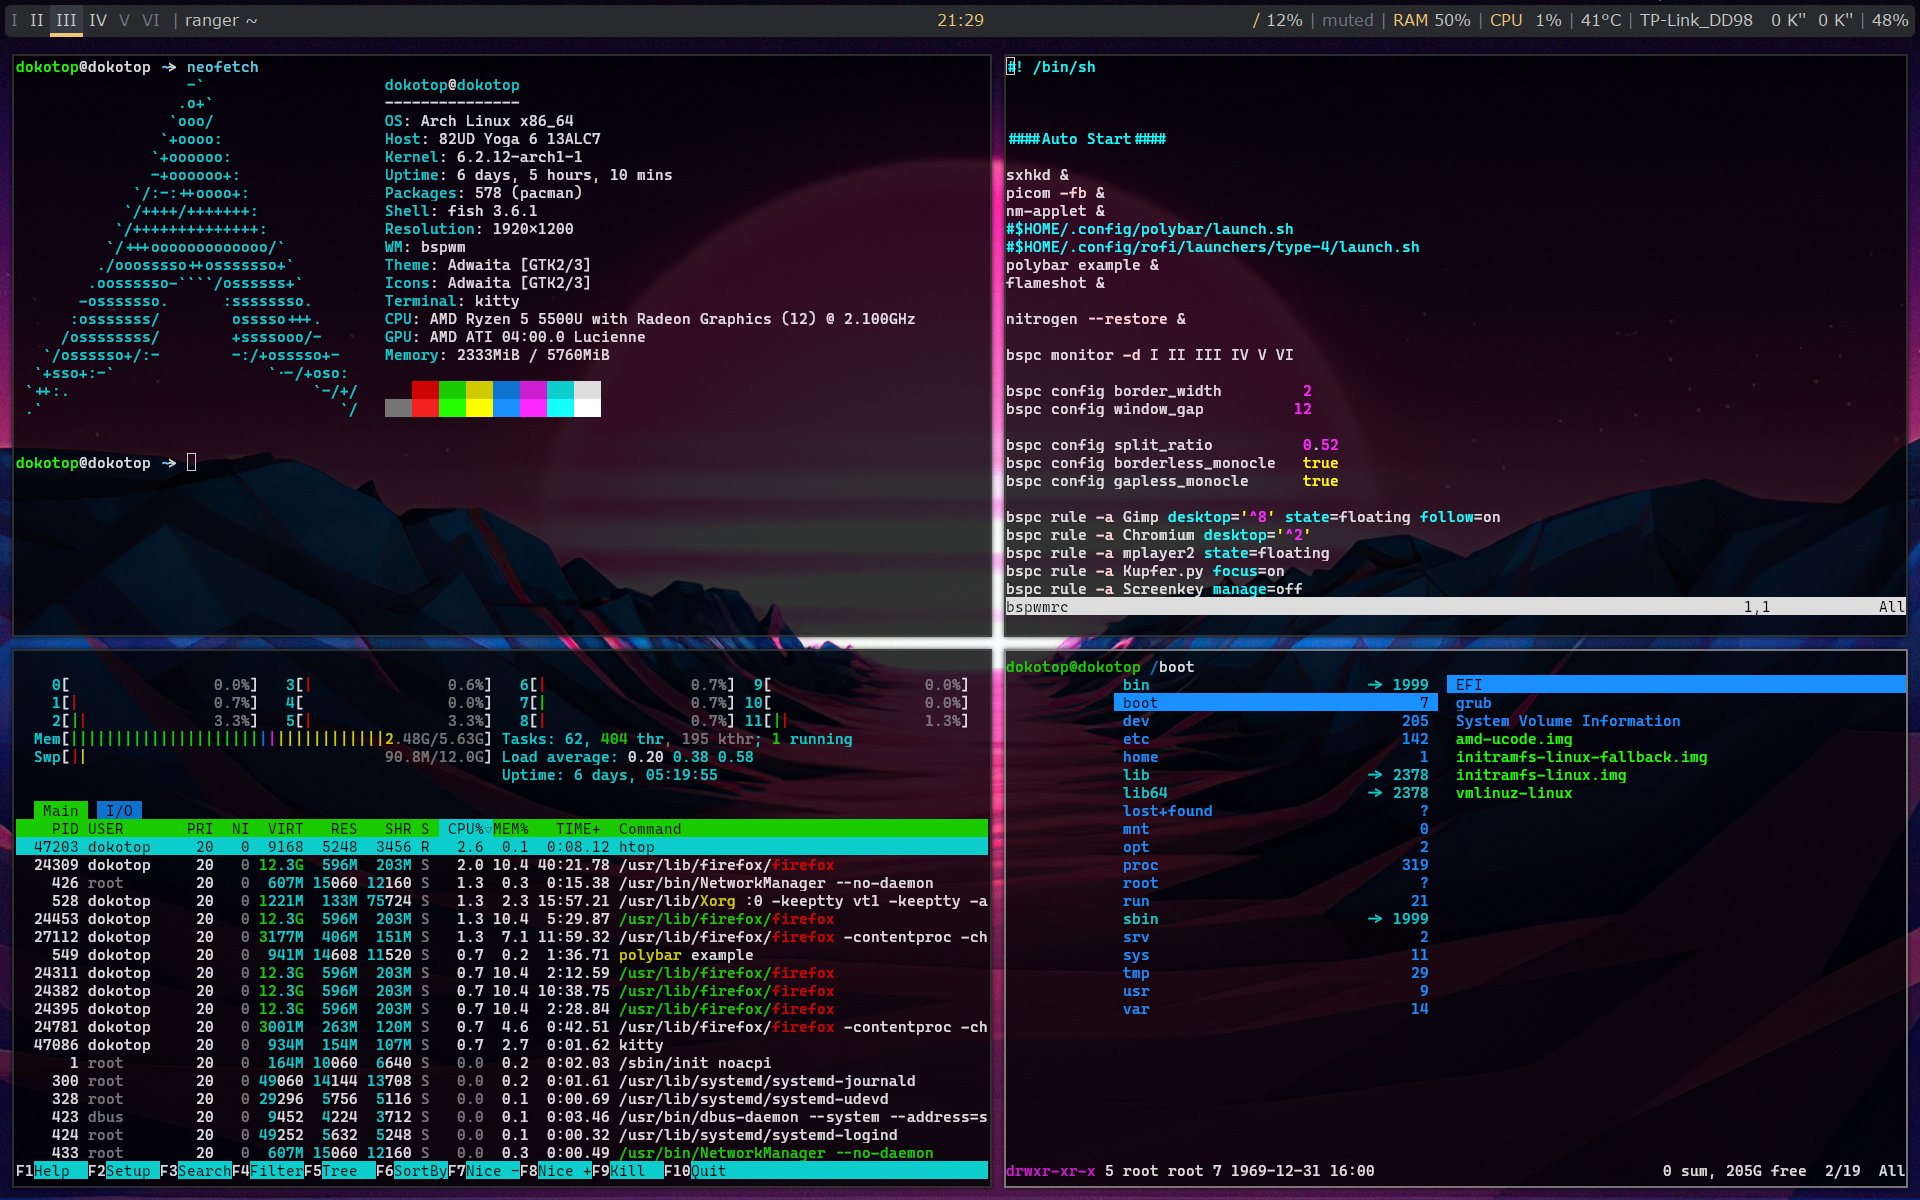 I II III IV V VI | ranger ~
21:29
/ 12% | muted | RAM 50% | CPU 1% | 41°C | TP-Link_DD98 0 K" 0 K" | 48%
dokotop@dokotop ~> neofetch
-`
.o+`
`ooo/
`+oooo:
`+oooooo:
-+oooooo+:
`/:-:++oooo+:
`/++++/+++++++:
`/++++++++++++++:
`/+++ooooooooooooo/`
./ooosssso++osssssso+`
.oossssso-````/ossssss+`
-osssssso. :ssssssso.
:osssssss/ osssso+++.
/ossssssss/ +ssssooo/-
`/ossssso+/:- -:/+osssso+-
`+sso+:-` `.-/+oso:
`++:. `-/+/
.` `/
dokotop@dokotop
---------------
OS: Arch Linux x86_64
Host: 82UD Yoga 6 13ALC7
Kernel: 6.2.12-arch1-1
Uptime: 6 days, 5 hours, 10 mins
Packages: 578 (pacman)
Shell: fish 3.6.1
Resolution: 1920x1200
WM: bspwm
Theme: Adwaita [GTK2/3]
Icons: Adwaita [GTK2/3]
Terminal: kitty
CPU: AMD Ryzen 5 5500U with Radeon Graphics (12) @ 2.100GHz
GPU: AMD ATI 04:00.0 Lucienne
Memory: 2333MiB / 5760MiB
dokotop@dokotop ~>
#! /bin/sh
####Auto Start####
sxhkd &
picom -fb &
nm-applet &
#$HOME/.config/polybar/launch.sh
#$HOME/.config/rofi/launchers/type-4/launch.sh
polybar example &
flameshot &
nitrogen --restore &
bspc monitor -d I II III IV V VI
bspc config border_width 2
bspc config window_gap 12
bspc config split_ratio 0.52
bspc config borderless_monocle true
bspc config gapless_monocle true
bspc rule -a Gimp desktop='^8' state=floating follow=on
bspc rule -a Chromium desktop='^2'
bspc rule -a mplayer2 state=floating
bspc rule -a Kupfer.py focus=on
bspc rule -a Screenkey manage=off
bspwmrc 1,1 All
0[ 0.0%] 3[| 0.6%] 6[| 0.7%] 9[ 0.0%]
1[| 0.7%] 4[ 0.0%] 7[| 0.7%] 10[ 0.0%]
2[|| 3.3%] 5[| 3.3%] 8[| 0.7%] 11[|| 1.3%]
Mem[|||||||||||||||||||||||||||||||||||2.48G/5.63G] Tasks: 62, 404 thr, 195 kthr; 1 running
Swp[|| 90.8M/12.0G] Load average: 0.20 0.38 0.58
Uptime: 6 days, 05:19:55
Main I/O
PID USER PRI NI VIRT RES SHR S CPU%▽MEM% TIME+ Command
47203 dokotop 20 0 9168 5248 3456 R 2.6 0.1 0:08.12 htop
24309 dokotop 20 0 12.3G 596M 203M S 2.0 10.4 40:21.78 /usr/lib/firefox/firefox
426 root 20 0 607M 15060 12160 S 1.3 0.3 0:15.38 /usr/bin/NetworkManager --no-daemon
528 root 20 0 1221M 133M 75724 S 1.3 2.3 15:57.21 /usr/lib/Xorg :0 -keeptty vt1 -keeptty -a
24453 dokotop 20 0 12.3G 596M 203M S 1.3 10.4 5:29.87 /usr/lib/firefox/firefox
27112 dokotop 20 0 3177M 406M 151M S 1.3 7.1 11:59.32 /usr/lib/firefox/firefox -contentproc -ch
549 dokotop 20 0 941M 14608 11520 S 0.7 0.2 1:36.71 polybar example
24311 dokotop 20 0 12.3G 596M 203M S 0.7 10.4 2:12.59 /usr/lib/firefox/firefox
24382 dokotop 20 0 12.3G 596M 203M S 0.7 10.4 10:38.75 /usr/lib/firefox/firefox
24395 dokotop 20 0 12.3G 596M 203M S 0.7 10.4 2:28.84 /usr/lib/firefox/firefox
24781 dokotop 20 0 3001M 263M 120M S 0.7 4.6 0:42.51 /usr/lib/firefox/firefox -contentproc -ch
47086 dokotop 20 0 934M 154M 107M S 0.7 2.7 0:01.62 kitty
1 root 20 0 164M 10060 6640 S 0.0 0.2 0:02.03 /sbin/init noacpi
300 root 20 0 49060 14144 13708 S 0.0 0.2 0:01.61 /usr/lib/systemd/systemd-journald
328 root 20 0 29296 5756 5116 S 0.0 0.1 0:00.69 /usr/lib/systemd/systemd-udevd
423 dbus 20 0 9452 4224 3712 S 0.0 0.1 0:03.46 /usr/bin/dbus-daemon --system --address=s
424 root 20 0 49252 5632 5248 S 0.0 0.1 0:00.32 /usr/lib/systemd/systemd-logind
433 root 20 0 607M 15060 12160 S 0.0 0.3 0:00.49 /usr/bin/NetworkManager --no-daemon
F1Help F2Setup F3SearchF4FilterF5Tree F6SortByF7Nice -F8Nice +F9Kill F10Quit
dokotop@dokotop /boot
bin -> 1999
boot 7
dev 205
etc 142
home 1
lib -> 2378
lib64 -> 2378
lost+found ?
mnt 0
opt 2
proc 319
root ?
run 21
sbin -> 1999
srv 2
sys 11
tmp 29
usr 9
var 14
EFI
grub
System Volume Information
amd-ucode.img
initramfs-linux-fallback.img
initramfs-linux.img
vmlinuz-linux
drwxr-xr-x 5 root root 7 1969-12-31 16:00 0 sum, 205G free 2/19 All